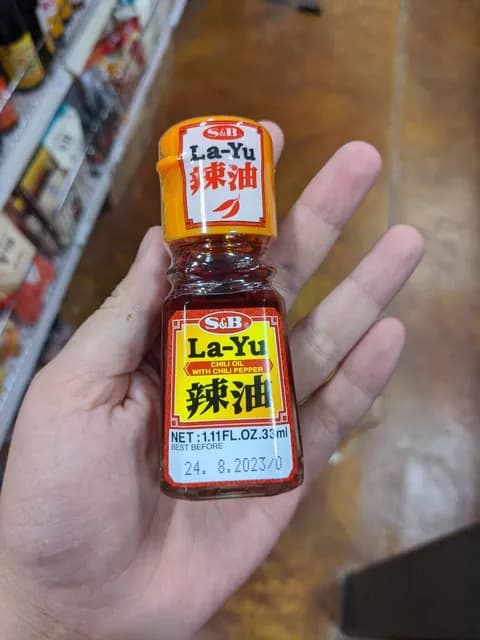 S&B
La-Yu
辣油
S&B®
La-Yu
CHILI OIL
WITH CHILI PEPPER
辣油
NET : 1.11FL.OZ.33ml
BEST BEFORE
24. 8.2023/0